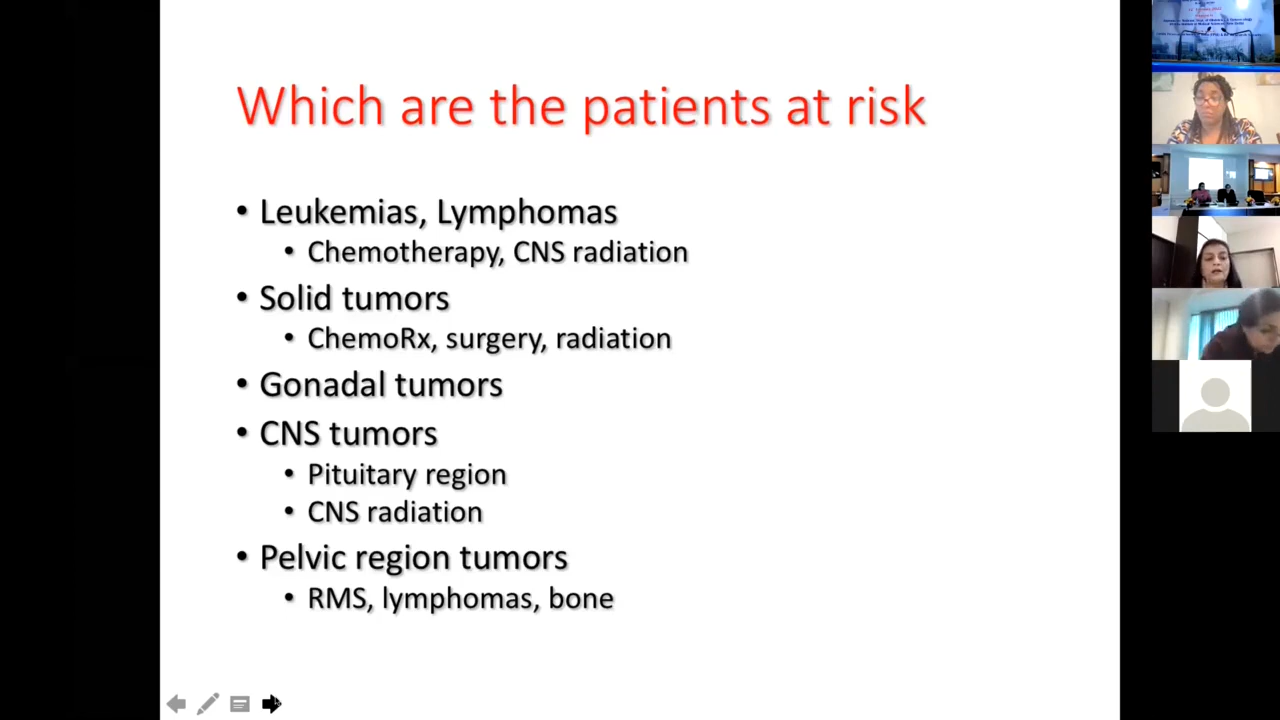 Which are the patients at risk
• Leukemias, Lymphomas
• Chemotherapy, CNS radiation
• Solid tumors
• ChemoRx, surgery, radiation
• Gonadal tumors
• CNS tumors
• Pituitary region
• CNS radiation
• Pelvic region tumors
• RMS, lymphomas, bone